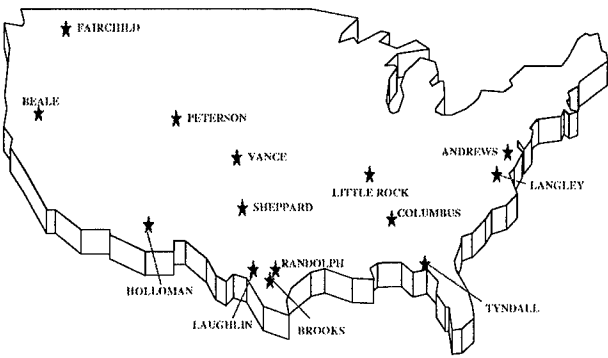 FAIRCHILD
BEALE
PETERSON
ANDREWS
VANCE
LITTLE ROCK
LANGLEY
SHEPPARD
COLUMBUS
RANDOLPH
HOLLOMAN
TYNDALL
LAUGHLIN
BROOKS